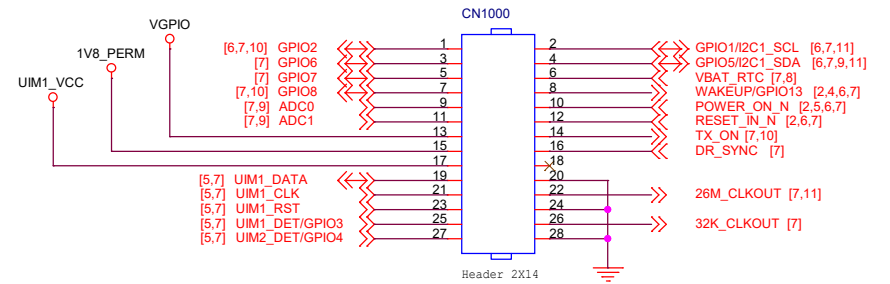 CN1000
VGPIO
1V8_PERM
UIM1_VCC
[6,7,10] GPIO2 1 2 GPIO1/I2C1_SCL [6,7,11]
[7] GPIO6 3 4 GPIO5/I2C1_SDA [6,7,9,11]
[7] GPIO7 5 6 VBAT_RTC [7,8]
[7,10] GPIO8 7 8 WAKEUP/GPIO13 [2,4,6,7]
[7,9] ADC0 9 10 POWER_ON_N [2,5,6,7]
[7,9] ADC1 11 12 RESET_IN_N [2,6,7]
13 14 TX_ON [7,10]
15 16 DR_SYNC [7]
17 18
[5,7] UIM1_DATA 19 20
[5,7] UIM1_CLK 21 22 26M_CLKOUT [7,11]
[5,7] UIM1_RST 23 24
[5,7] UIM1_DET/GPIO3 25 26 32K_CLKOUT [7]
[5,7] UIM2_DET/GPIO4 27 28
Header 2X14